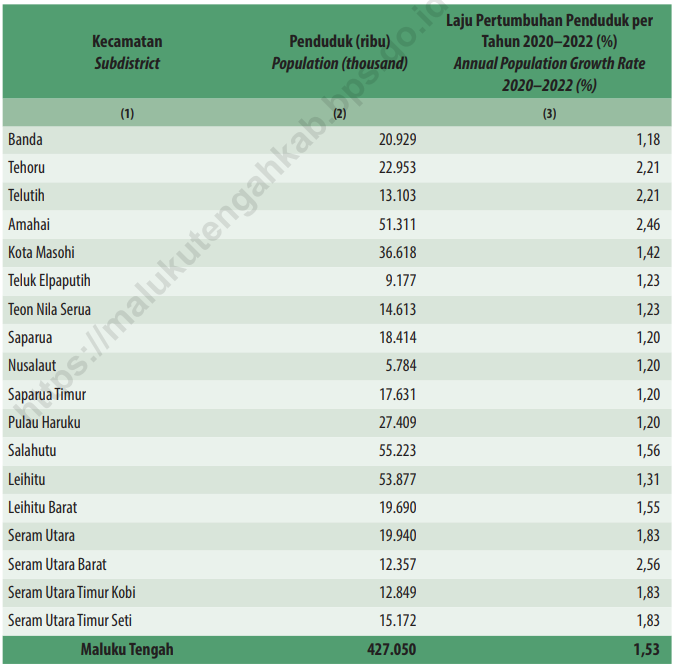 Kecamatan
Subdistrict
Penduduk (ribu)
Population (thousand)
Laju Pertumbuhan Penduduk per
Tahun 2020–2022 (%)
Annual Population Growth Rate
2020–2022 (%)
(1) (2) (3)
Banda 20.929 1,18
Tehoru 22.953 2,21
Telutih 13.103 2,21
Amahai 51.311 2,46
Kota Masohi 36.618 1,42
Teluk Elpaputih 9.177 1,23
Teon Nila Serua 14.613 1,23
Saparua 18.414 1,20
Nusalaut 5.784 1,20
Saparua Timur 17.631 1,20
Pulau Haruku 27.409 1,20
Salahutu 55.223 1,56
Leihitu 53.877 1,31
Leihitu Barat 19.690 1,55
Seram Utara 19.940 1,83
Seram Utara Barat 12.357 2,56
Seram Utara Timur Kobi 12.849 1,83
Seram Utara Timur Seti 15.172 1,83
Maluku Tengah 427.050 1,53
https://malukutengahkab.bps.go.id